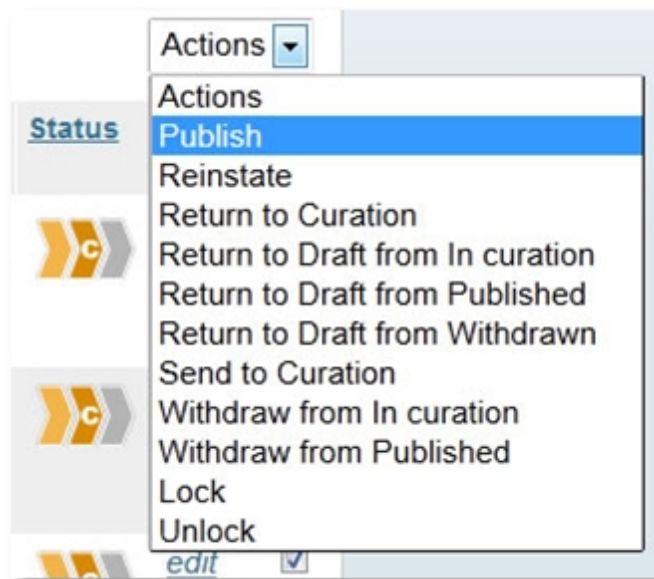 Actions
Actions
Status
Publish
Reinstate
Return to Curation
C
Return to Draft from In curation
Return to Draft from Published
Return to Draft from Withdrawn
Send to Curation
C
Withdraw from In curation
Withdraw from Published
Lock
Unlock
C
edit